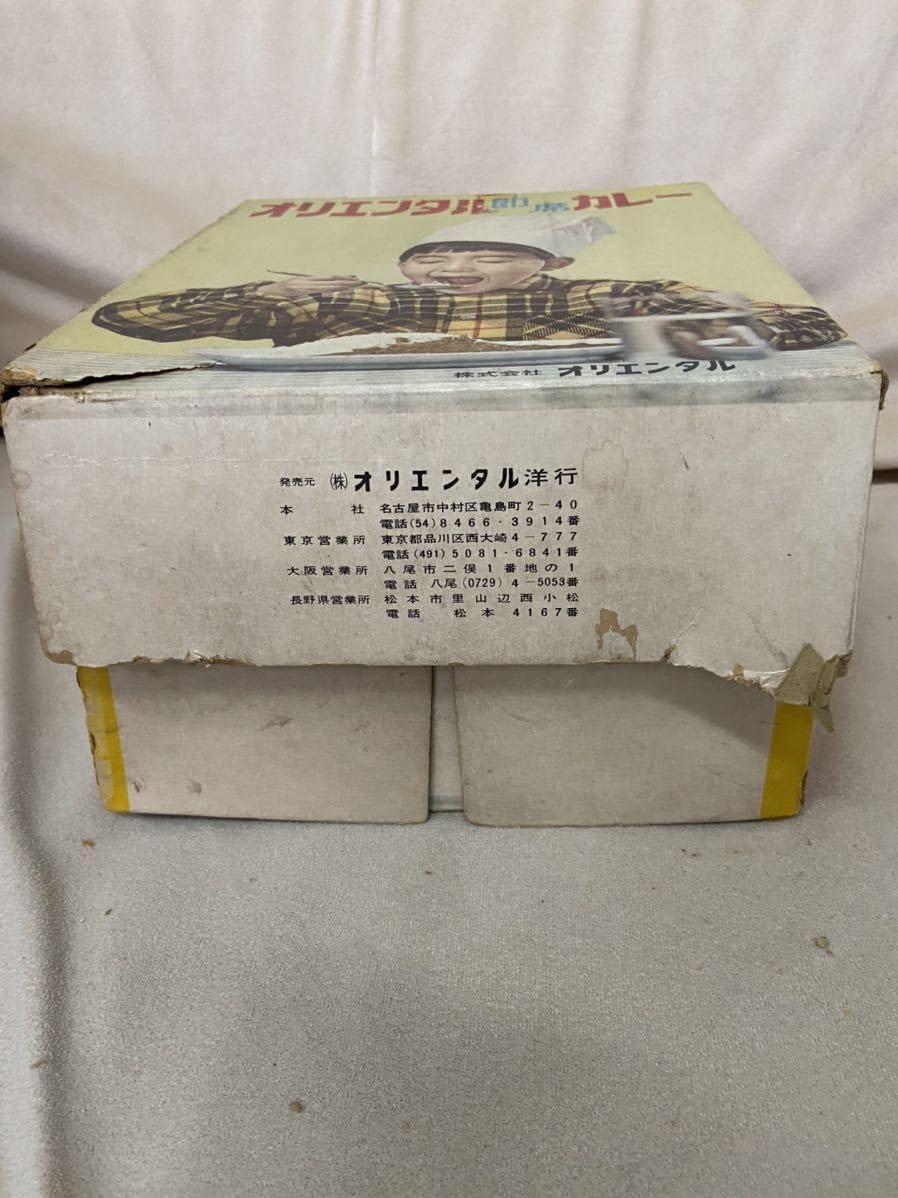 オリエンタル即席カレー
株式会社 オリエンタル
発売元 ㈱オリエンタル洋行
本社 名古屋市中村区亀島町2-40
電話(54)8466・3914番
東京営業所 東京都品川区西大崎4-777
電話(491)5081・6841番
大阪営業所 八尾市二俣1番地の1
電話 八尾(0729)4-5053番
長野県営業所 松本市里山辺西小松
電話 松本 4167番